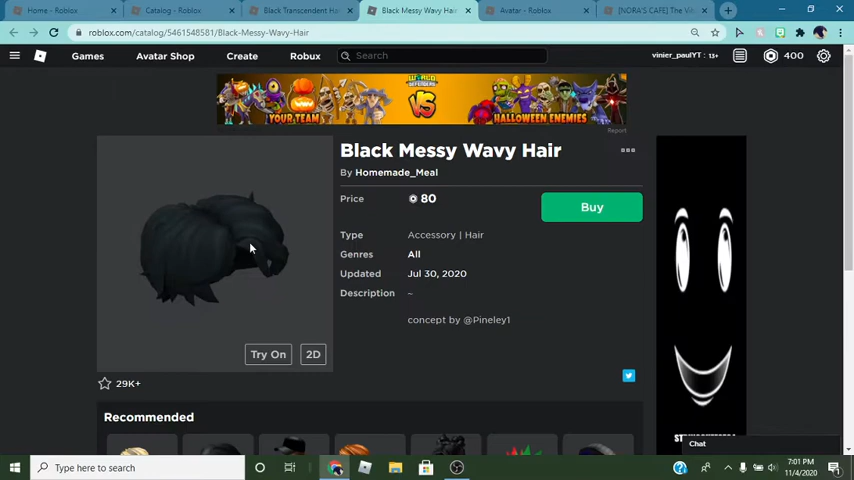 Home - Roblox
Catalog - Roblox
Black Transcendent Ha
Black Messy Wavy Hair
Avatar - Roblox
[NORA'S CAFE] The Vi
roblox.com/catalog/5461548581/Black-Messy-Wavy-Hair
Games
Avatar Shop
Create
Robux
Search
vinier_paulYT : 13+
400
YOUR TEAM
WORLD DEFENDERS
VS
HALLOWEEN ENEMIES
Report
Black Messy Wavy Hair
By Homemade_Meal
Price
80
Buy
Type
Accessory | Hair
Genres
All
Updated
Jul 30, 2020
Description
~
concept by @Pineley1
Try On
2D
29K+
Recommended
Chat
Type here to search
7:01 PM
11/4/2020